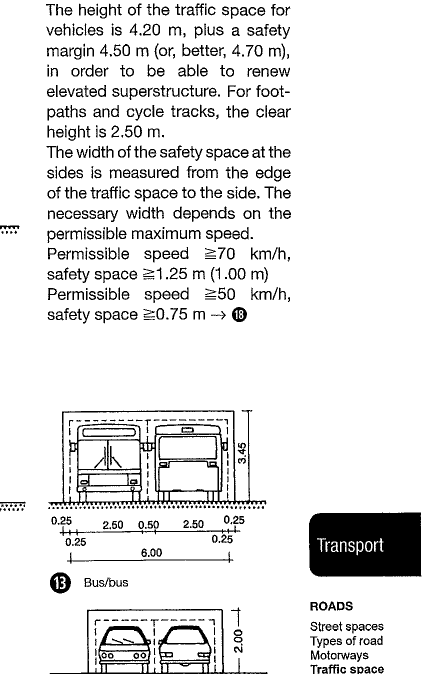 The height of the traffic space for
vehicles is 4.20 m, plus a safety
margin 4.50 m (or, better, 4.70 m),
in order to be able to renew
elevated superstructure. For foot-
paths and cycle tracks, the clear
height is 2.50 m.
The width of the safety space at the
sides is measured from the edge
of the traffic space to the side. The
necessary width depends on the
permissible maximum speed.
Permissible speed ≧70 km/h,
safety space ≧1.25 m (1.00 m)
Permissible speed ≧50 km/h,
safety space ≧0.75 m → ⓲
3.45
0.25 2.50 0.50 2.50 0.25
0.25 0.25
6.00
⓭ Bus/bus
2.00
Transport
ROADS
Street spaces
Types of road
Motorways
Traffic space